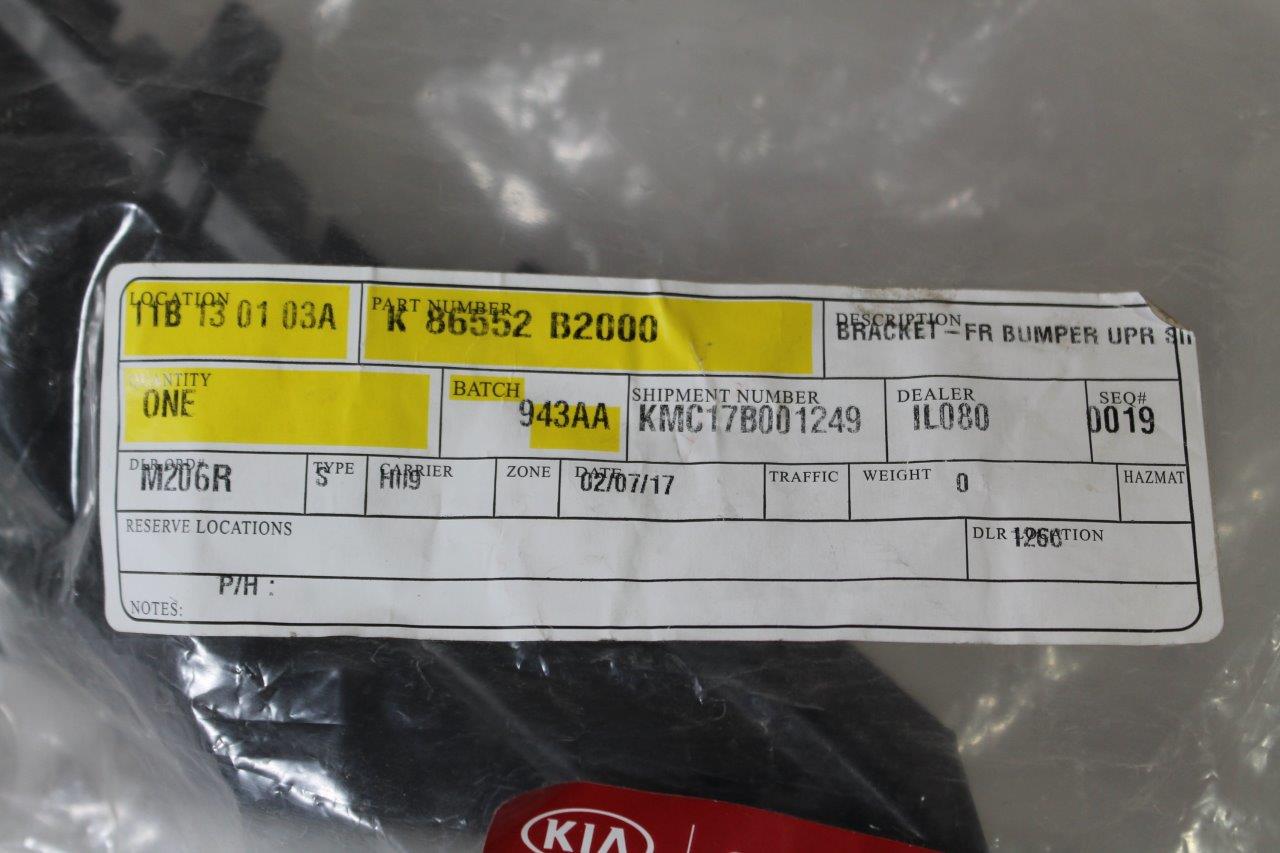 LOCATION PART NUMBER DESCRIPTION
11B 13 01 03A K 86552 B2000 BRACKET-FR BUMPER UPR
QUANTITY BATCH SHIPMENT NUMBER DEALER SEQ#
ONE 943AA KMC17B001249 IL080 0019
DLR ORD# TYPE CARRIER ZONE DATE TRAFFIC WEIGHT 0 HAZMAT
M206R S 02/07/17
RESERVE LOCATIONS DLR LOCATION
P/H :
NOTES:
KIA